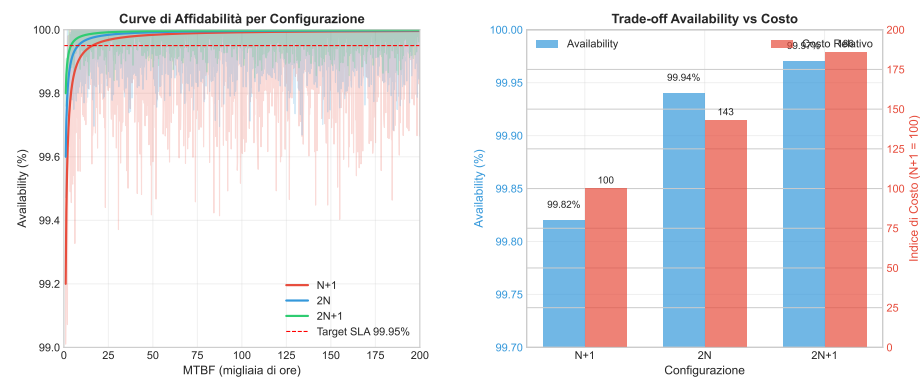 Curve di Affidabilità per Configurazione
100.0
99.8
99.6
99.4
99.2
99.0
Availability (%)
0
25
50
75
100
125
150
175
200
MTBF (migliaia di ore)
N+1
2N
2N+1
Target SLA 99.95%
Trade-off Availability vs Costo
Availability
Costo Relativo
100.00
99.95
99.90
99.85
99.80
99.75
99.70
Availability (%)
99.82%
100
99.94%
143
99.97%
186
N+1
2N
2N+1
Configurazione
200
175
150
125
100
75
50
25
0
Indice di Costo (N+1 = 100)